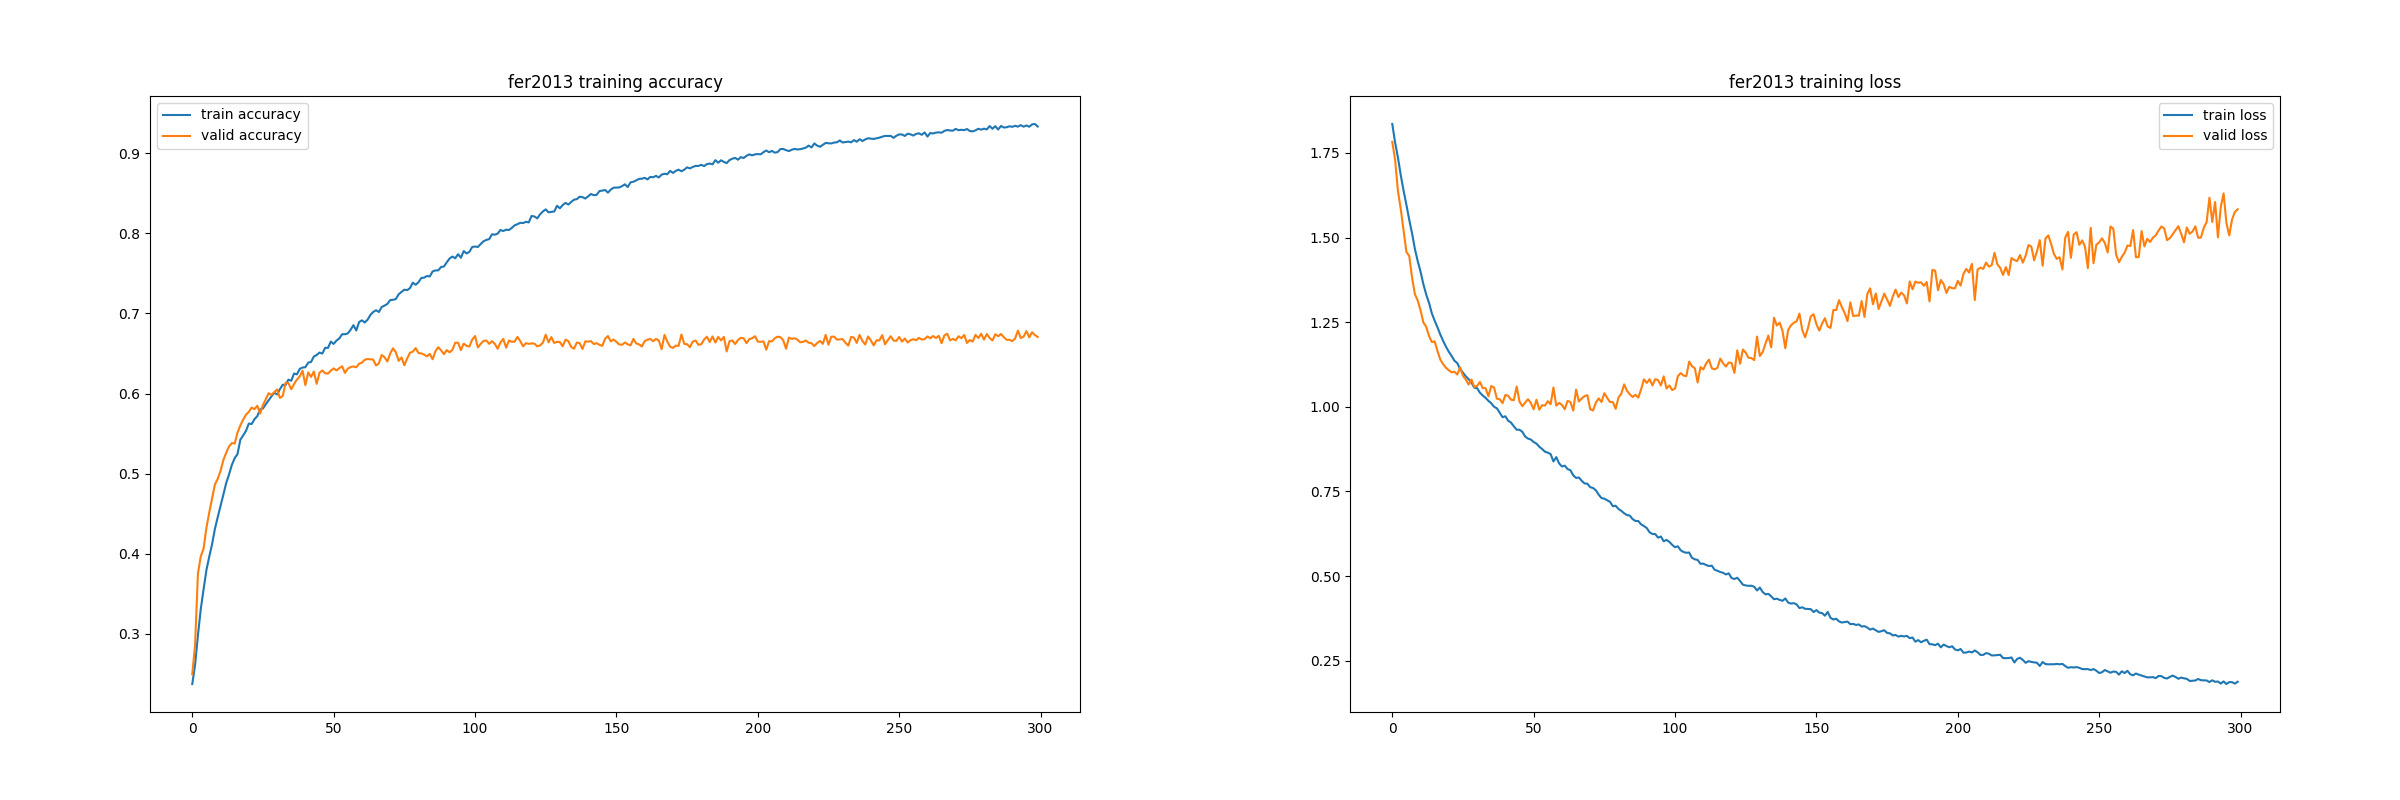 fer2013 training accuracy
train accuracy
valid accuracy
0.9
0.8
0.7
0.6
0.5
0.4
0.3
0 50 100 150 200 250 300
fer2013 training loss
train loss
valid loss
1.75
1.50
1.25
1.00
0.75
0.50
0.25
0 50 100 150 200 250 300